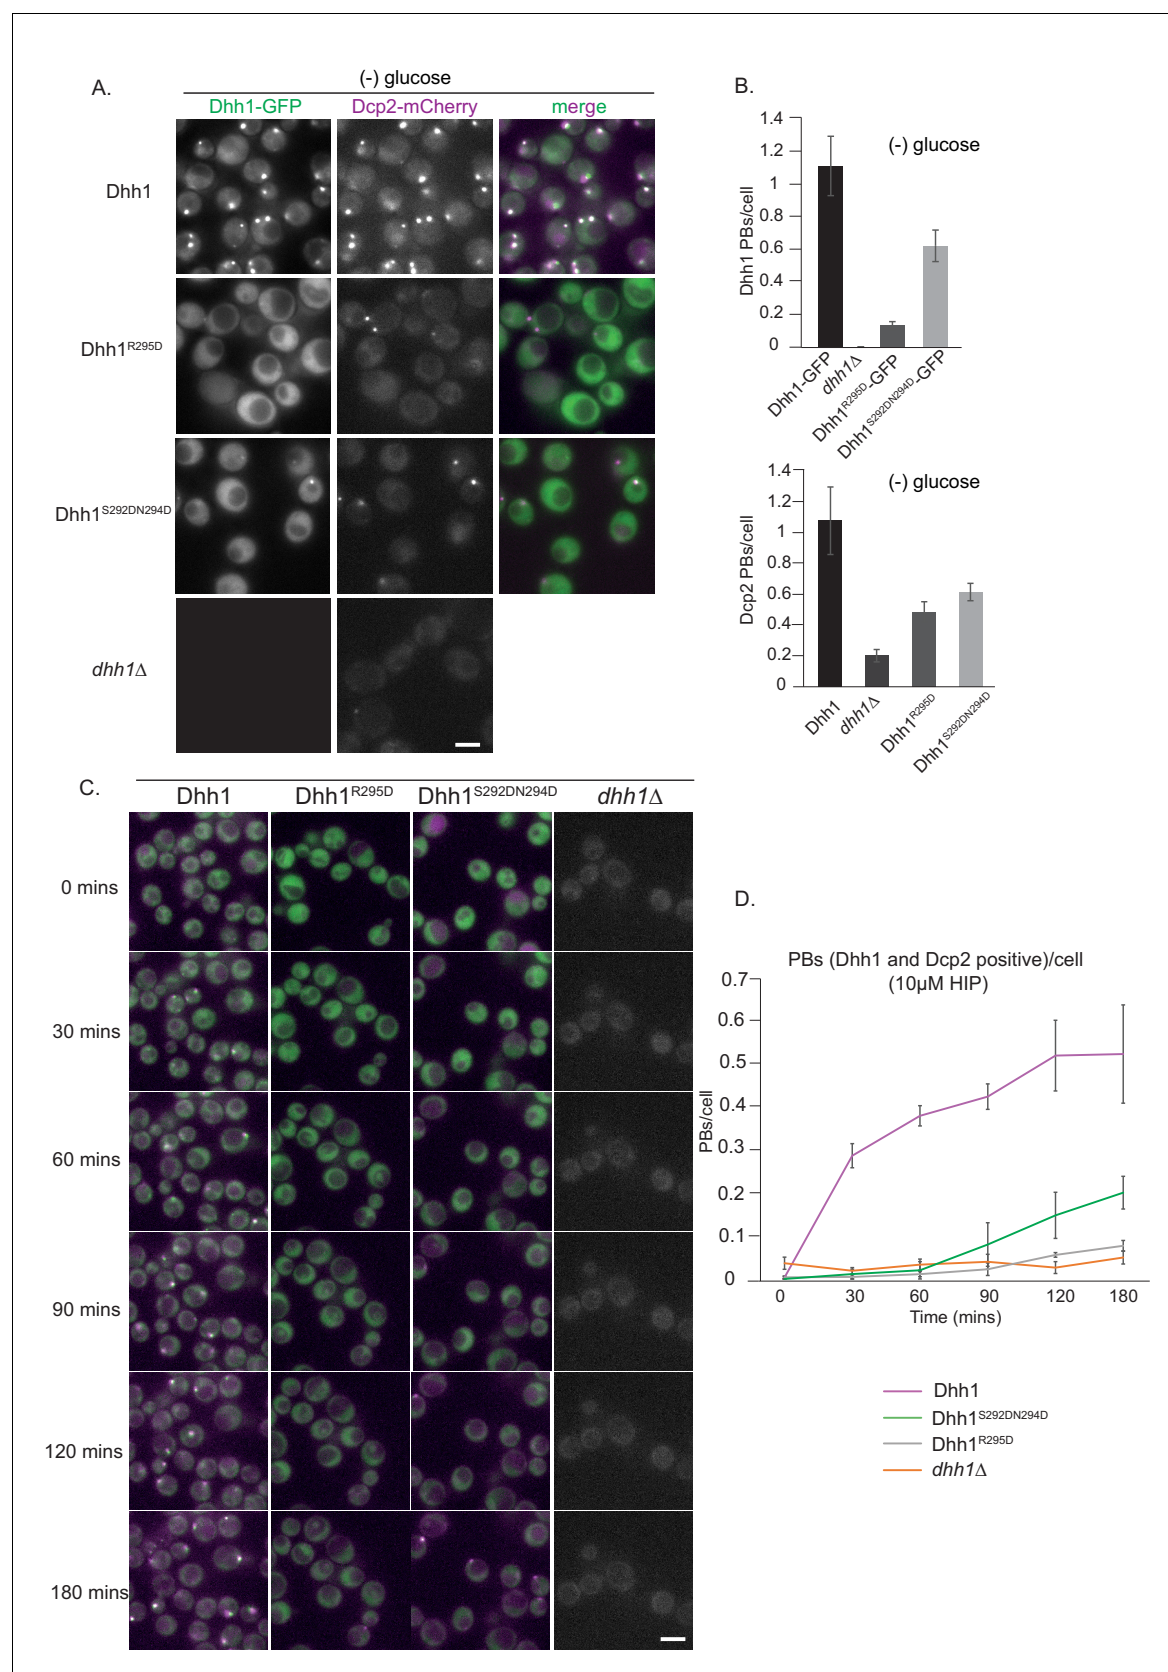 A.
(-) glucose
Dhh1-GFP
Dcp2-mCherry
merge
Dhh1
Dhh1R295D
Dhh1S292DN294D
dhh1Δ
B.
(-) glucose
Dhh1 PBs/cell
1.4
1.2
1
0.8
0.6
0.4
0.2
0
Dhh1-GFP
dhh1Δ
Dhh1R295D-GFP
Dhh1S292DN294D-GFP
(-) glucose
Dcp2 PBs/cell
1.4
1.2
1
0.8
0.6
0.4
0.2
0
Dhh1
dhh1Δ
Dhh1R295D
Dhh1S292DN294D
C.
Dhh1
Dhh1R295D
Dhh1S292DN294D
dhh1Δ
0 mins
30 mins
60 mins
90 mins
120 mins
180 mins
D.
PBs (Dhh1 and Dcp2 positive)/cell
(10µM HIP)
PBs/cell
0.7
0.6
0.5
0.4
0.3
0.2
0.1
0
0 30 60 90 120 180
Time (mins)
Dhh1
Dhh1S292DN294D
Dhh1R295D
dhh1Δ